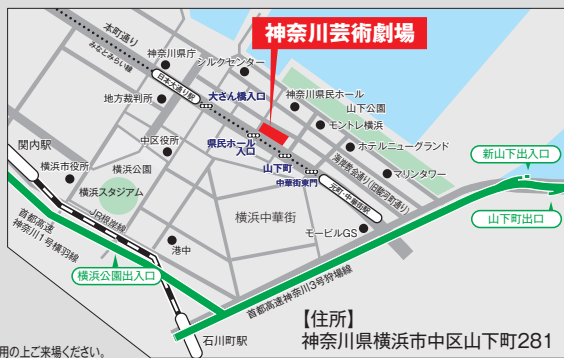 神奈川芸術劇場
本町通り
みなとみらい線
神奈川県庁
シルクセンター
日本大通り駅
大さん橋入口
地方裁判所
神奈川県民ホール
山下公園
モントレ横浜
ホテルニューグランド
マリンタワー
中区役所
県民ホール
入口
山下町
中華街東門
海岸教会通り(旧駿河町通り)
元町・中華街駅
関内駅
横浜市役所
横浜公園
横浜スタジアム
JR根岸線
横浜中華街
モービルGS
港中
新山下出入口
山下町出口
首都高速
神奈川1号横羽線
横浜公園出入口
首都高速神奈川3号狩場線
石川町駅
【住所】
神奈川県横浜市中区山下町281
用の上ご来場ください。